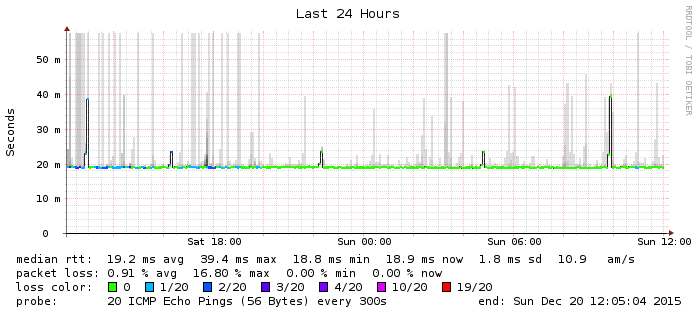 Last 24 Hours
RRDTOOL / TOBI OETIKER
Seconds
50 m
40 m
30 m
20 m
10 m
0
Sat 18:00 Sun 00:00 Sun 06:00 Sun 12:00
median rtt: 19.2 ms avg 39.4 ms max 18.8 ms min 18.9 ms now 1.8 ms sd 10.9 am/s
packet loss: 0.91 % avg 16.80 % max 0.00 % min 0.00 % now
loss color: 0 1/20 2/20 3/20 4/20 10/20 19/20
probe: 20 ICMP Echo Pings (56 Bytes) every 300s end: Sun Dec 20 12:05:04 2015